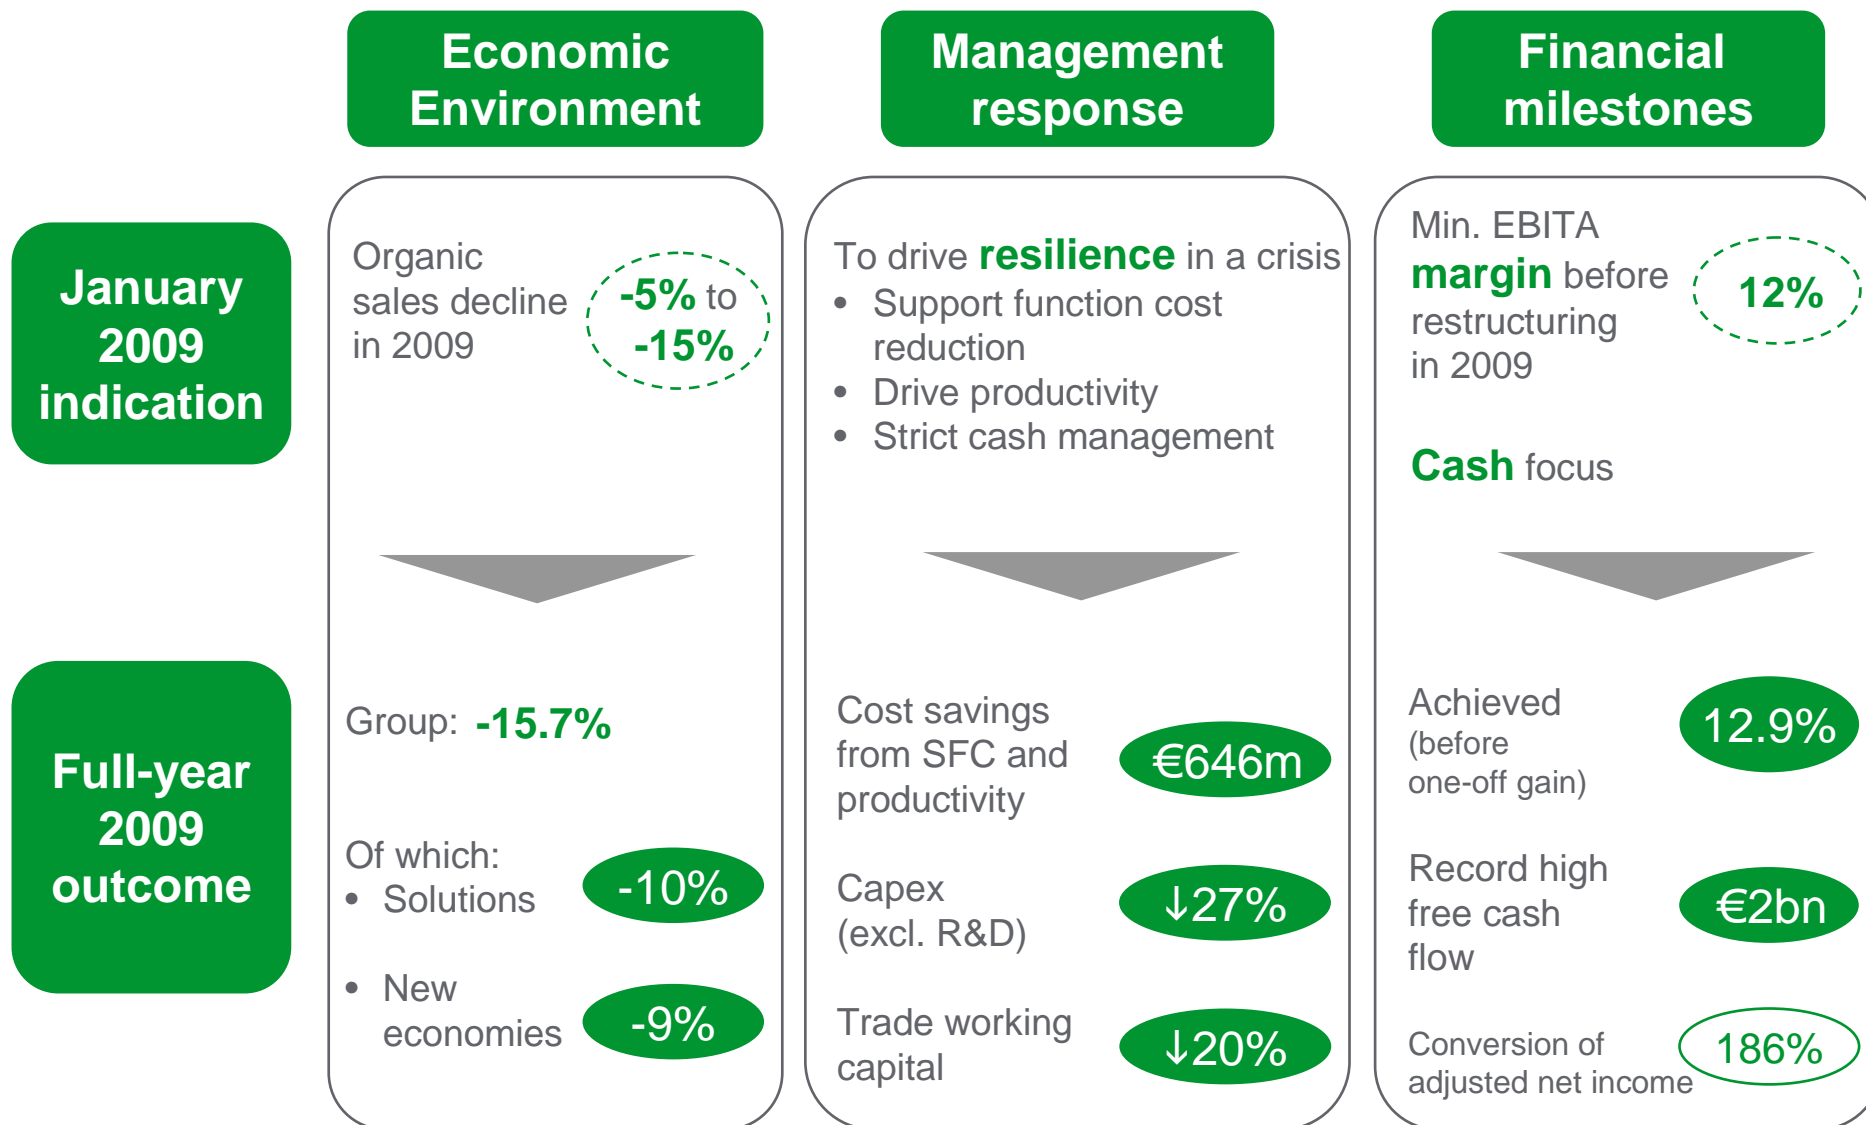 Economic
Environment
Management
response
Financial
milestones
January
2009
indication
Organic
sales decline
in 2009
-5% to
-15%
To drive resilience in a crisis
• Support function cost
reduction
• Drive productivity
• Strict cash management
Min. EBITA
margin before
restructuring
in 2009
12%
Cash focus
Full-year
2009
outcome
Group: -15.7%
Of which:
• Solutions
-10%
• New
economies
-9%
Cost savings
from SFC and
productivity
€646m
Capex
(excl. R&D)
↓27%
Trade working
capital
↓20%
Achieved
(before
one-off gain)
12.9%
Record high
free cash
flow
€2bn
Conversion of
adjusted net income
186%